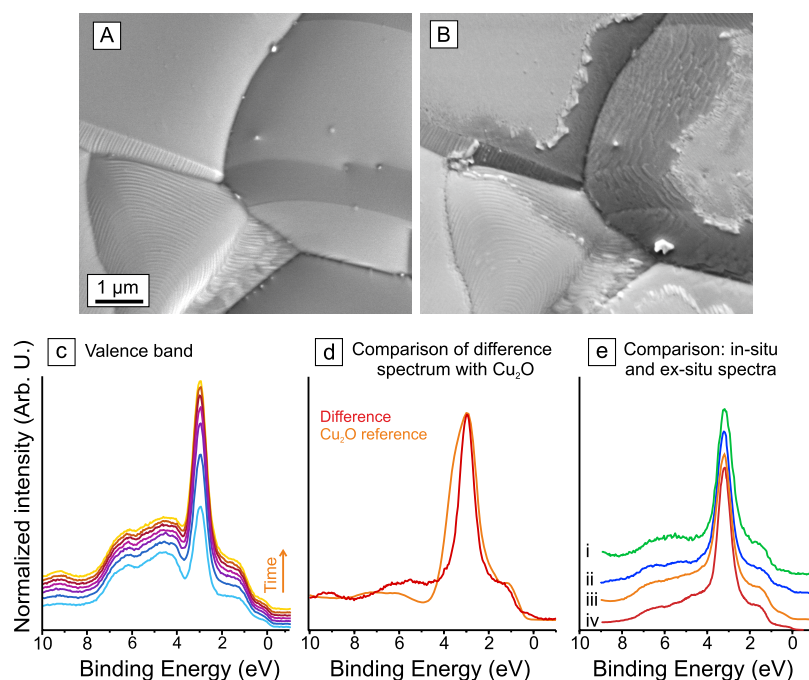 A
B
1 µm
c Valence band
d Comparison of difference
spectrum with Cu₂O
e Comparison: in-situ
and ex-situ spectra
Normalized intensity (Arb. U.)
Time
Difference
Cu₂O reference
i
ii
iii
iv
10 8 6 4 2 0
10 8 6 4 2 0
10 8 6 4 2 0
Binding Energy (eV)
Binding Energy (eV)
Binding Energy (eV)